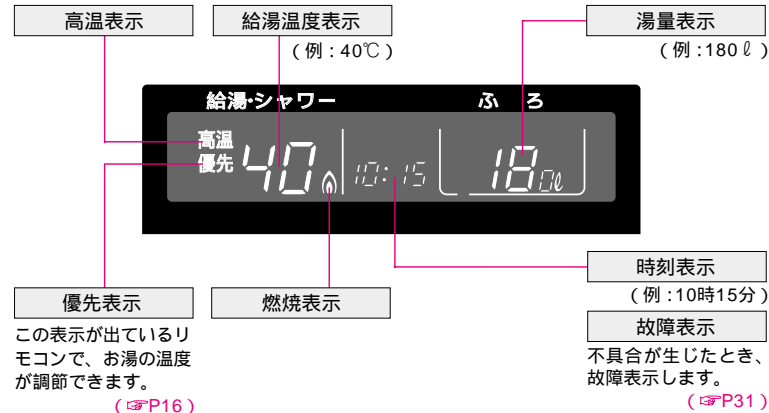 高温表示
給湯温度表示
(例:40℃)
湯量表示
(例:180ℓ)
給湯・シャワー
ふろ
高温
優先
40
10:15
180ℓ
優先表示
この表示が出ているリ
モコンで、お湯の温度
が調節できます。
(☞P16)
燃焼表示
時刻表示
(例:10時15分)
故障表示
不具合が生じたとき、
故障表示します。
(☞P31)